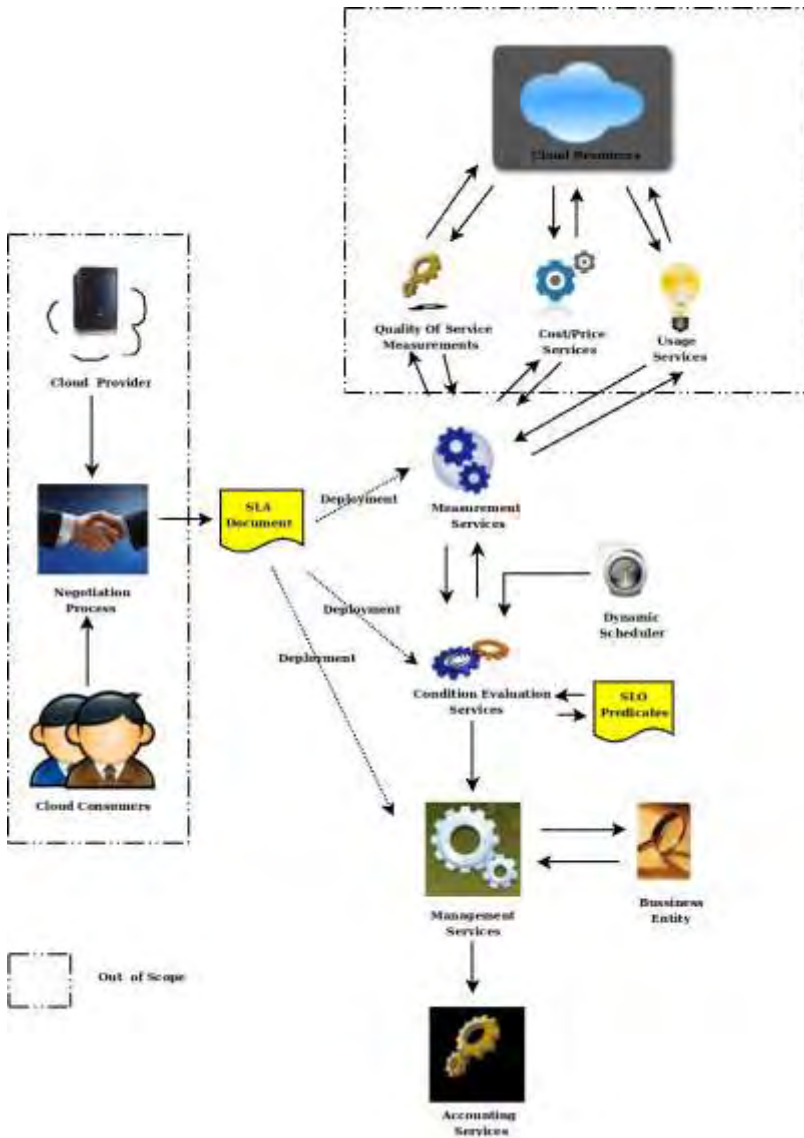 Cloud Resources
Quality Of Service
Measurements
Cost/Price
Services
Usage
Services
Cloud Provider
Negotiation
Process
Cloud Consumers
SLA
Document
Deployment
Deployment
Deployment
Measurement
Services
Dynamic
Scheduler
Condition Evaluation
Services
SLO
Predicates
Management
Services
Bussiness
Entity
Out of Scope
Accounting
Services